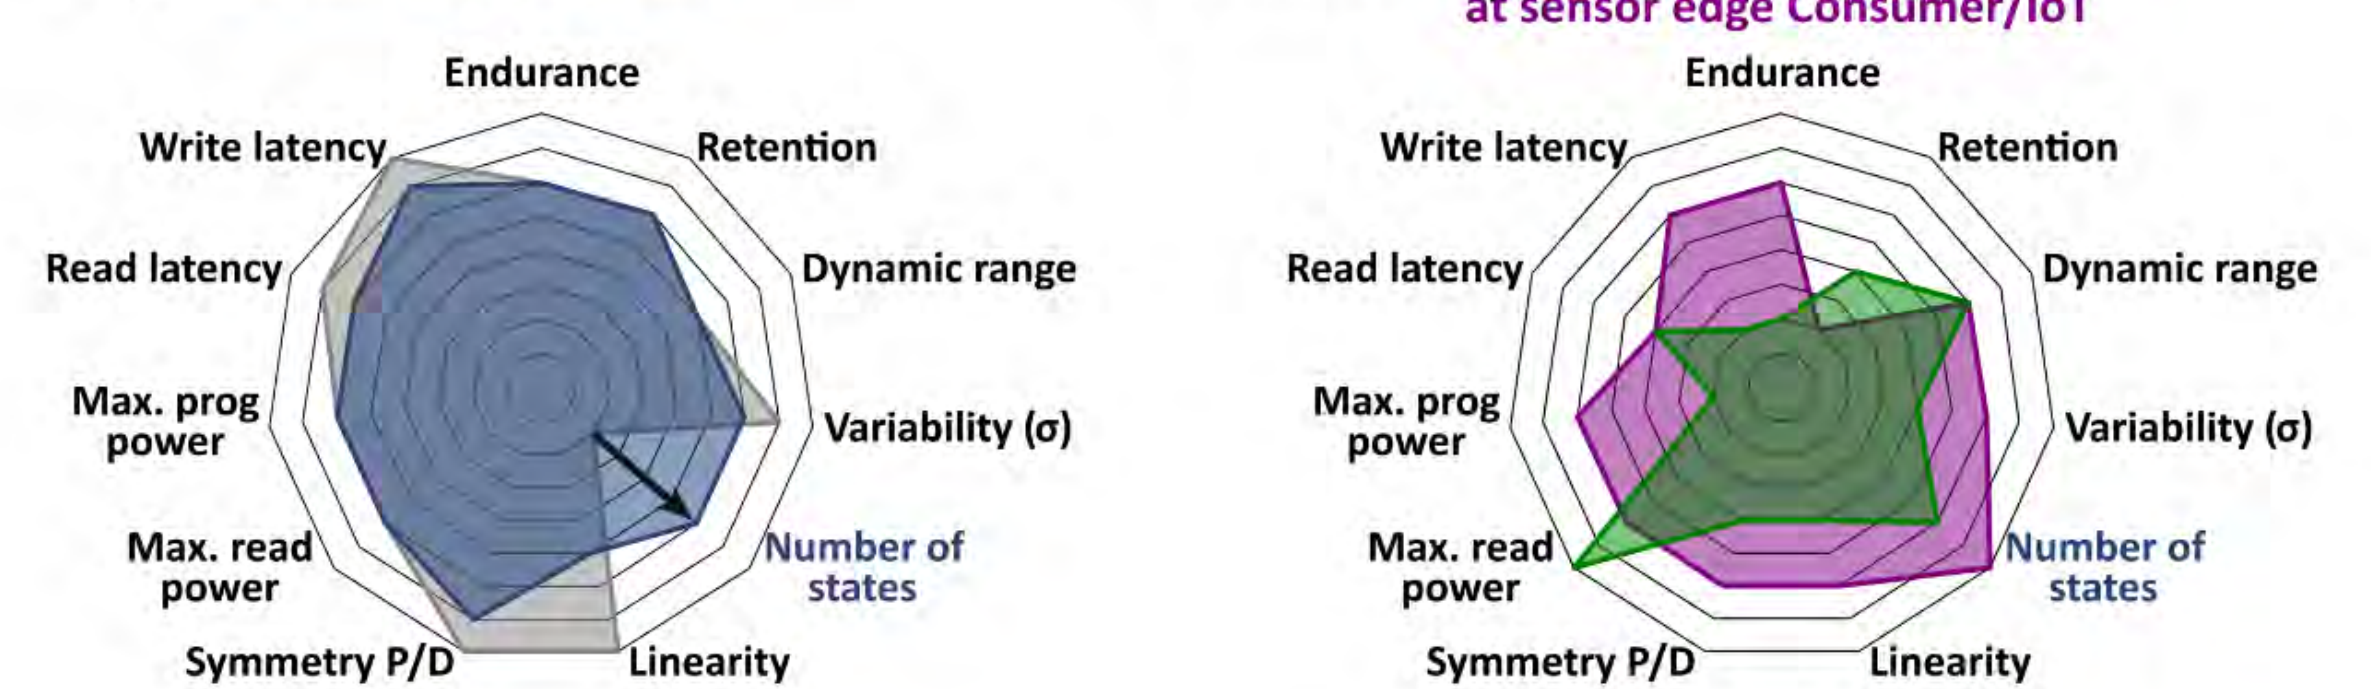 at sensor edge Consumer/IoT
Endurance
Write latency
Retention
Read latency
Dynamic range
Max. prog
power
Variability (σ)
Max. read
power
Number of
states
Symmetry P/D
Linearity
Endurance
Write latency
Retention
Read latency
Dynamic range
Max. prog
power
Variability (σ)
Max. read
power
Number of
states
Symmetry P/D
Linearity